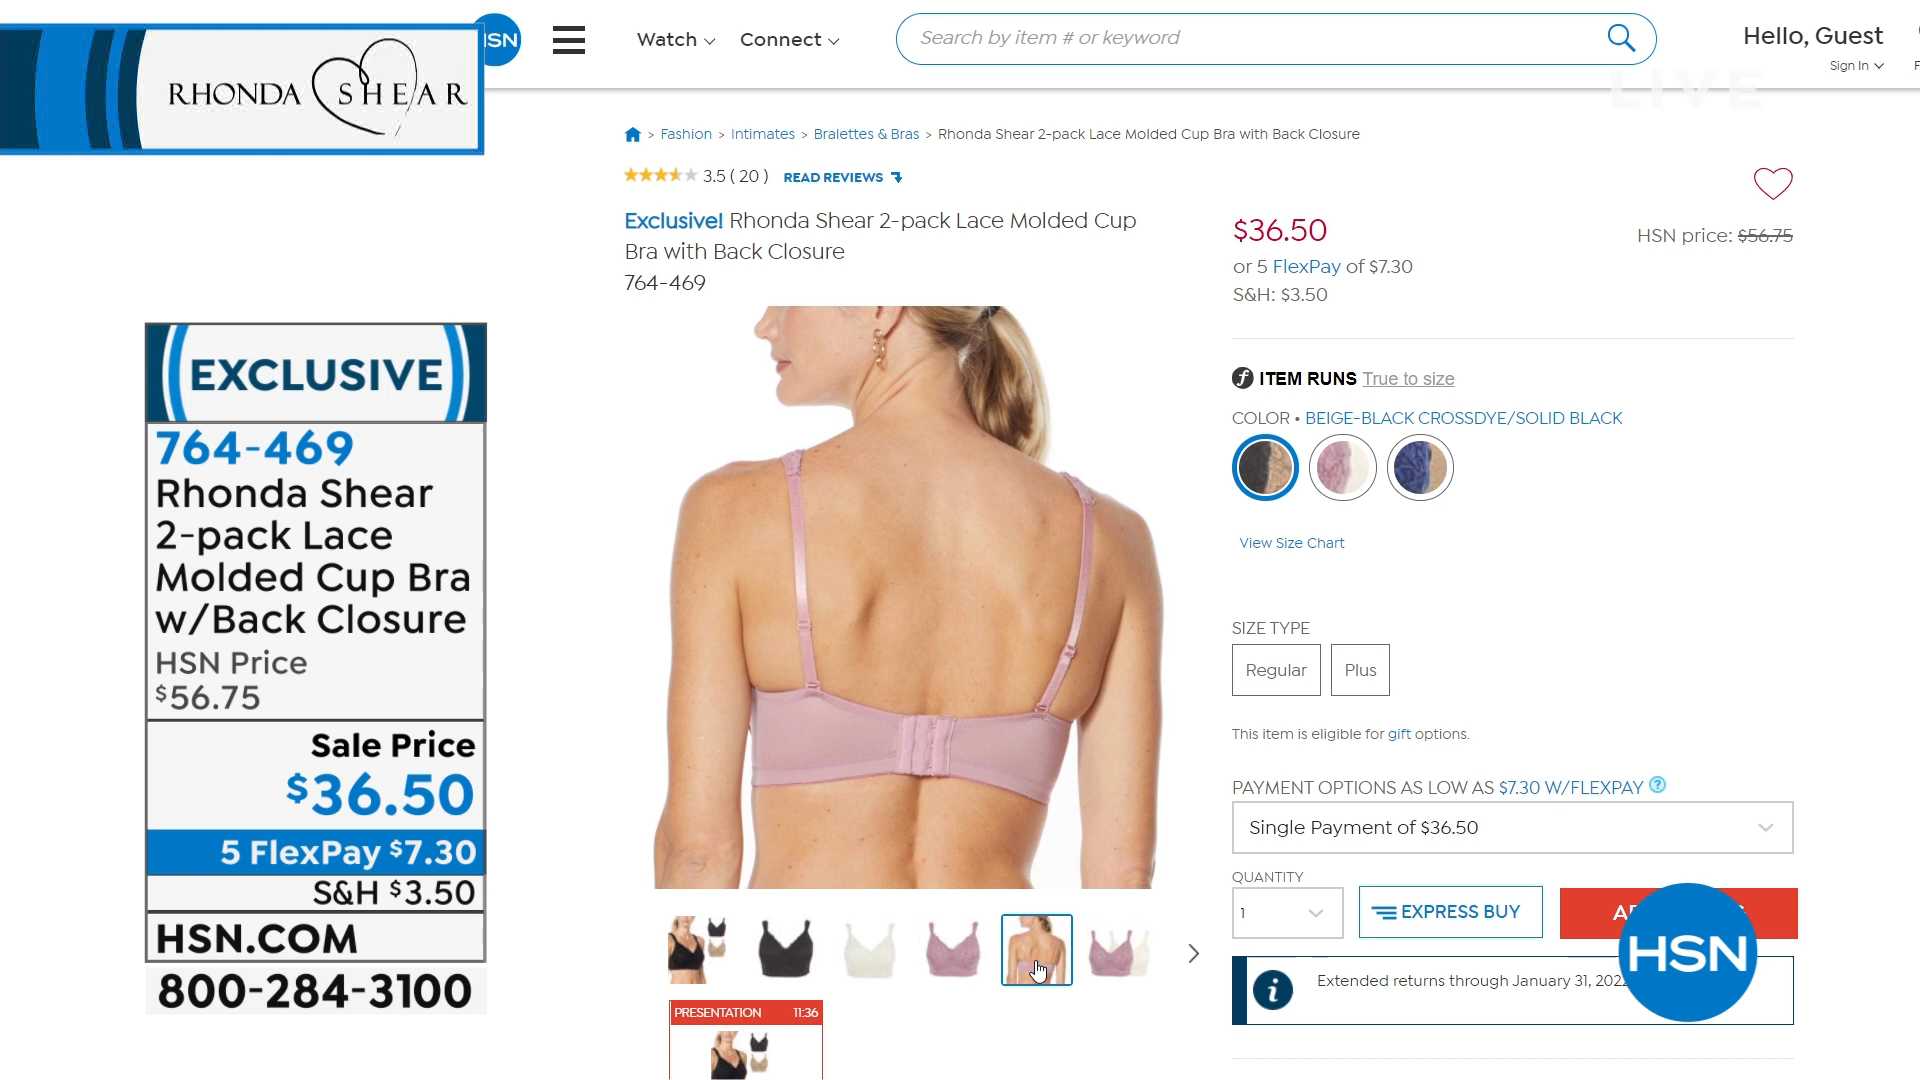 RHONDA SHEAR
HSN
Watch
Connect
Search by item # or keyword
Hello, Guest
Sign In
LIVE
> Fashion > Intimates > Bralettes & Bras > Rhonda Shear 2-pack Lace Molded Cup Bra with Back Closure
3.5 ( 20 ) READ REVIEWS
Exclusive! Rhonda Shear 2-pack Lace Molded Cup
Bra with Back Closure
764-469
$36.50
HSN price: $56.75
or 5 FlexPay of $7.30
S&H: $3.50
ITEM RUNS True to size
COLOR • BEIGE-BLACK CROSSDYE/SOLID BLACK
View Size Chart
SIZE TYPE
Regular
Plus
This item is eligible for gift options.
PAYMENT OPTIONS AS LOW AS $7.30 W/FLEXPAY ?
Single Payment of $36.50
QUANTITY
1
EXPRESS BUY
Extended returns through January 31, 202
HSN
PRESENTATION 11:36
EXCLUSIVE
764-469
Rhonda Shear
2-pack Lace
Molded Cup Bra
w/Back Closure
HSN Price
$56.75
Sale Price
$36.50
5 FlexPay $7.30
S&H $3.50
HSN.COM
800-284-3100